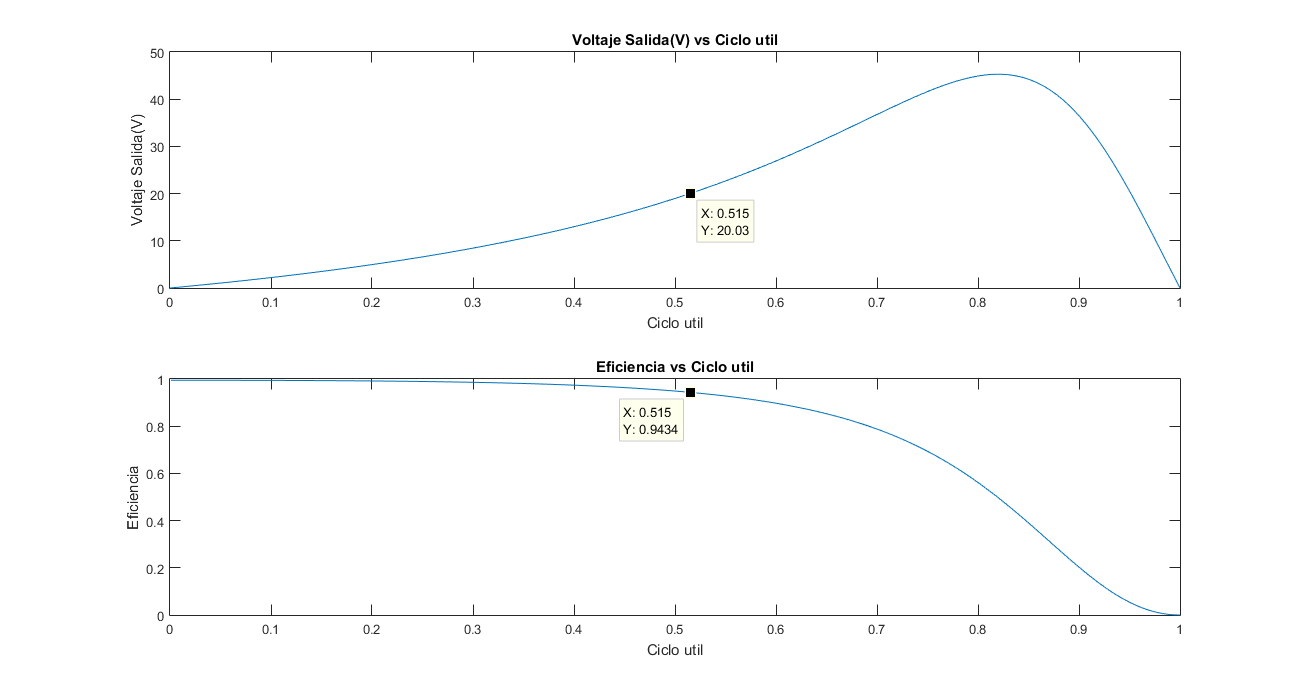 Voltaje Salida(V) vs Ciclo util
Voltaje Salida(V)
50
40
30
20
10
0
X: 0.515
Y: 20.03
0 0.1 0.2 0.3 0.4 0.5 0.6 0.7 0.8 0.9 1
Ciclo util
Eficiencia vs Ciclo util
Eficiencia
1
0.8
0.6
0.4
0.2
0
X: 0.515
Y: 0.9434
0 0.1 0.2 0.3 0.4 0.5 0.6 0.7 0.8 0.9 1
Ciclo util